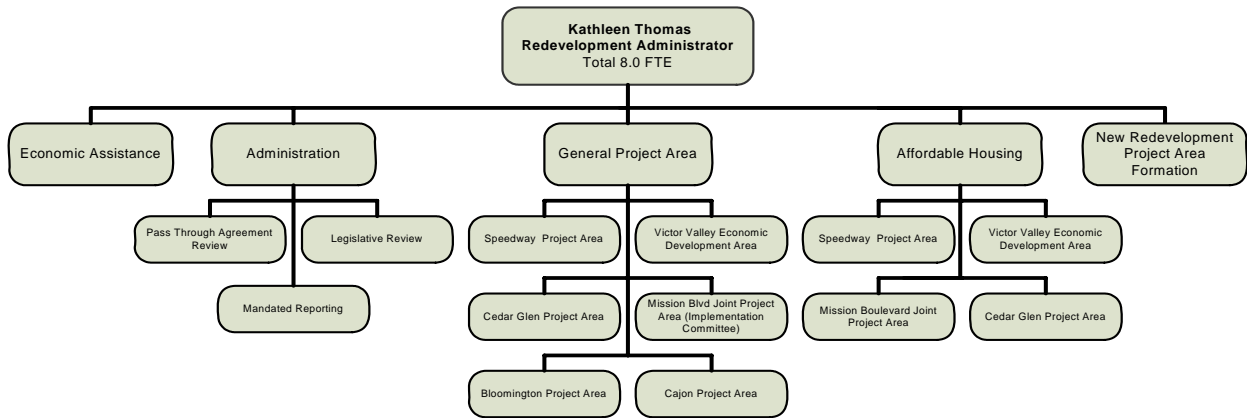 Kathleen Thomas
Redevelopment Administrator
Total 8.0 FTE
Economic Assistance
Administration
General Project Area
Affordable Housing
New Redevelopment
Project Area
Formation
Pass Through Agreement
Review
Legislative Review
Mandated Reporting
Speedway Project Area
Victor Valley Economic
Development Area
Cedar Glen Project Area
Mission Blvd Joint Project
Area (Implementation
Committee)
Bloomington Project Area
Cajon Project Area
Speedway Project Area
Victor Valley Economic
Development Area
Mission Boulevard Joint
Project Area
Cedar Glen Project Area